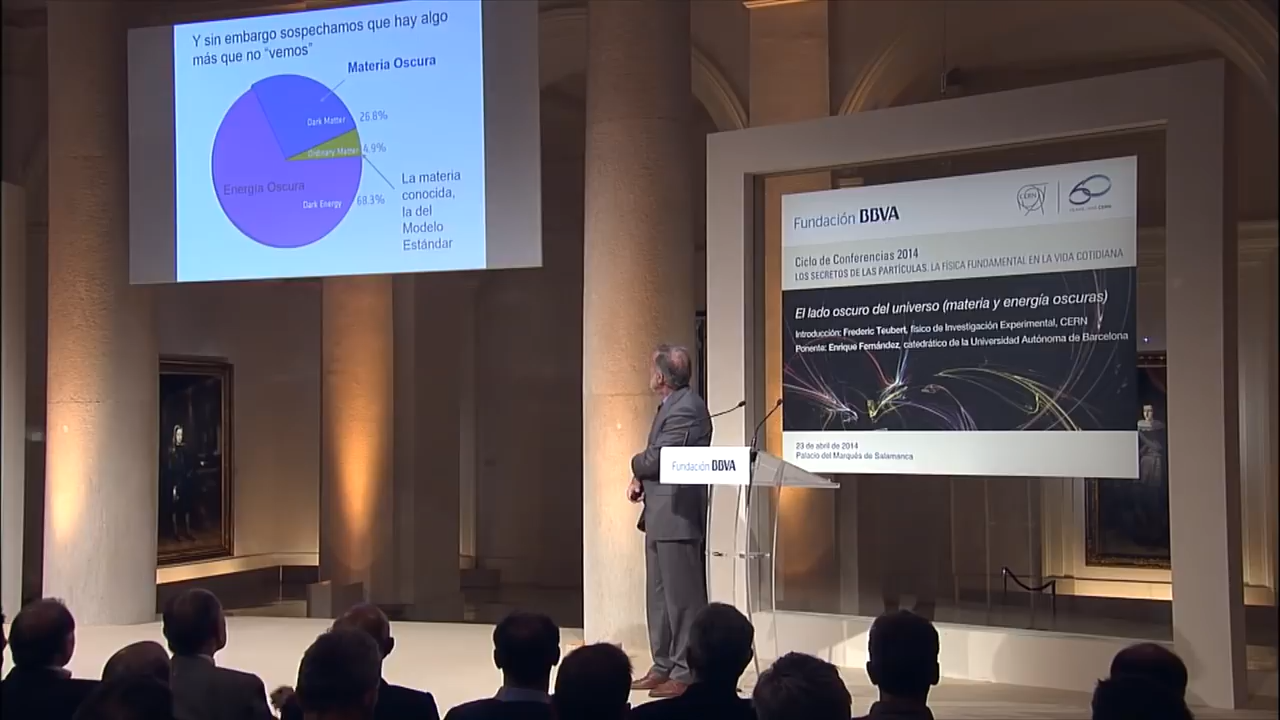 Y sin embargo sospechamos que hay algo
más que no "vemos"
Materia Oscura
Dark Matter
26.8%
Ordinary Matter
4.9%
Energía Oscura
Dark Energy
68.3%
La materia
conocida,
la del
Modelo
Estándar
Fundación BBVA
CERN
60
Ciclo de Conferencias 2014
LOS SECRETOS DE LAS PARTÍCULAS. LA FÍSICA FUNDAMENTAL EN LA VIDA COTIDIANA
El lado oscuro del universo (materia y energía oscuras)
Introducción: Frederic Teubert, físico de Investigación Experimental, CERN
Ponente: Enrique Fernández, catedrático de la Universidad Autónoma de Barcelona
23 de abril de 2014
Palacio del Marqués de Salamanca
Fundación BBVA